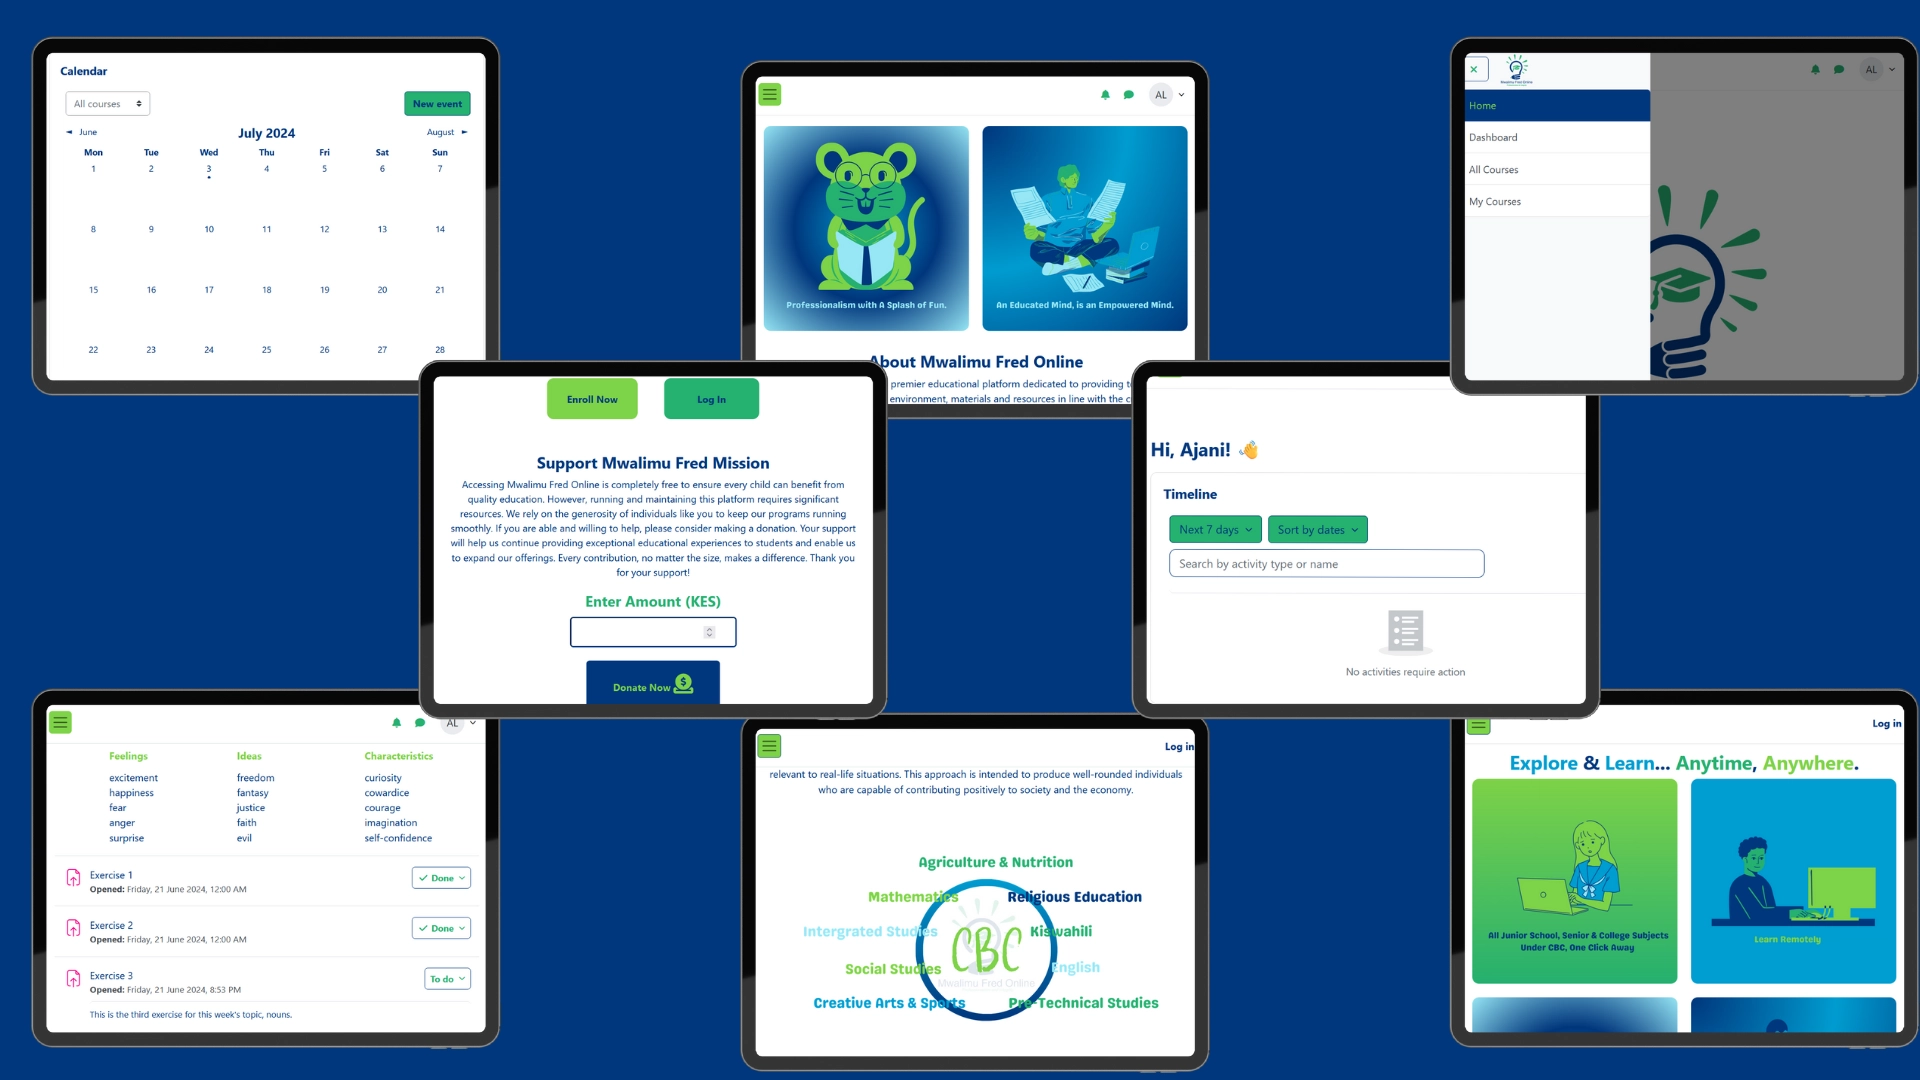 Calendar
All courses
New event
◄ June
July 2024
August ►
Mon Tue Wed Thu Fri Sat Sun
1 2 3 4 5 6 7
8 9 10 11 12 13 14
15 16 17 18 19 20 21
22 23 24 25 26 27 28
AL
Professionalism with A Splash of Fun.
An Educated Mind, is an Empowered Mind.
About Mwalimu Fred Online
premier educational platform dedicated to providing
environment, materials and resources in line with the
Mwalimu Fred Online
AL
Home
Dashboard
All Courses
My Courses
Enroll Now
Log In
Support Mwalimu Fred Mission
Accessing Mwalimu Fred Online is completely free to ensure every child can benefit from
quality education. However, running and maintaining this platform requires significant
resources. We rely on the generosity of individuals like you to keep our programs running
smoothly. If you are able and willing to help, please consider making a donation. Your support
will help us continue providing exceptional educational experiences to students and enable us
to expand our offerings. Every contribution, no matter the size, makes a difference. Thank you
for your support!
Enter Amount (KES)
Donate Now $
Hi, Ajani! 👋
Timeline
Next 7 days
Sort by dates
Search by activity type or name
No activities require action
AL
Feelings Ideas Characteristics
excitement freedom curiosity
happiness fantasy cowardice
fear justice courage
anger faith imagination
surprise evil self-confidence
Exercise 1
Opened: Friday, 21 June 2024, 12:00 AM
Done
Exercise 2
Opened: Friday, 21 June 2024, 12:00 AM
Done
Exercise 3
Opened: Friday, 21 June 2024, 8:53 PM
To do
This is the third exercise for this week's topic, nouns.
Log in
relevant to real-life situations. This approach is intended to produce well-rounded individuals
who are capable of contributing positively to society and the economy.
Agriculture & Nutrition
Mathematics Religious Education
Intergrated Studies Kiswahili
CBC
Social Studies English
Mwalimu Fred Online
Creative Arts & Sports Pre-Technical Studies
Log in
Explore & Learn... Anytime, Anywhere.
All Junior School, Senior & College Subjects
Under CBC, One Click Away
Learn Remotely